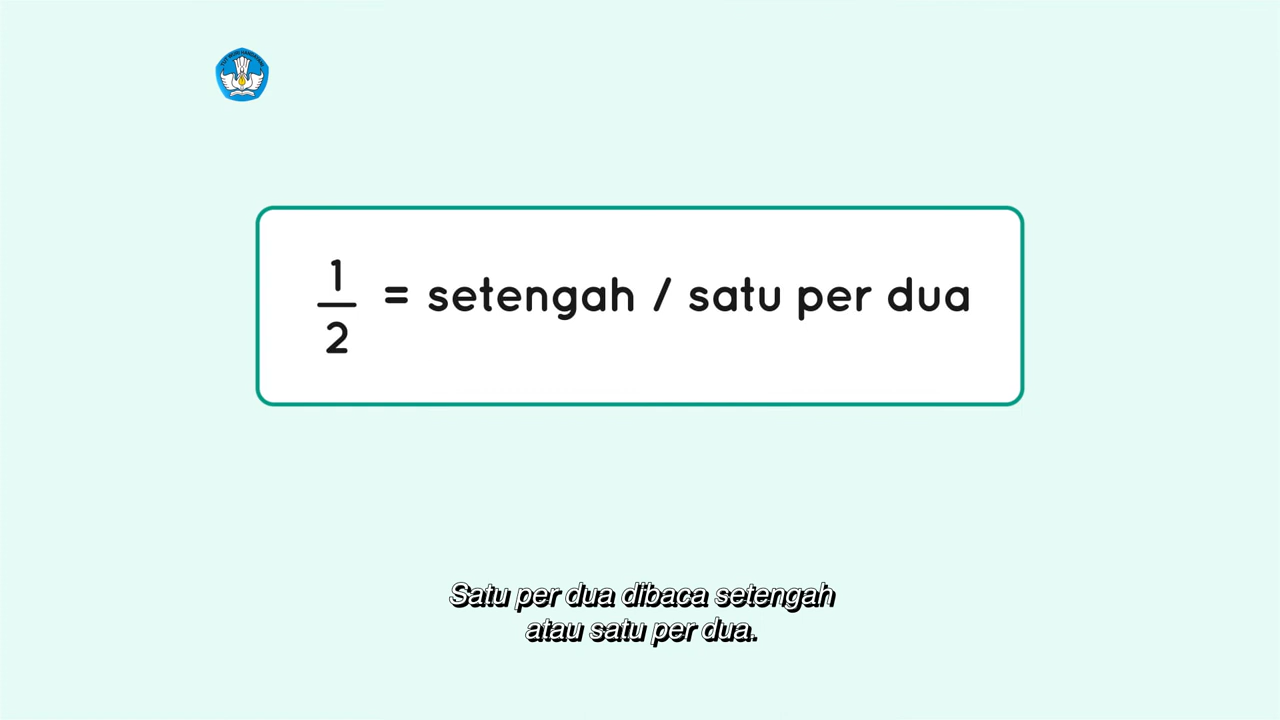 1
2
= setengah / satu per dua
Satu per dua dibaca setengah
atau satu per dua.